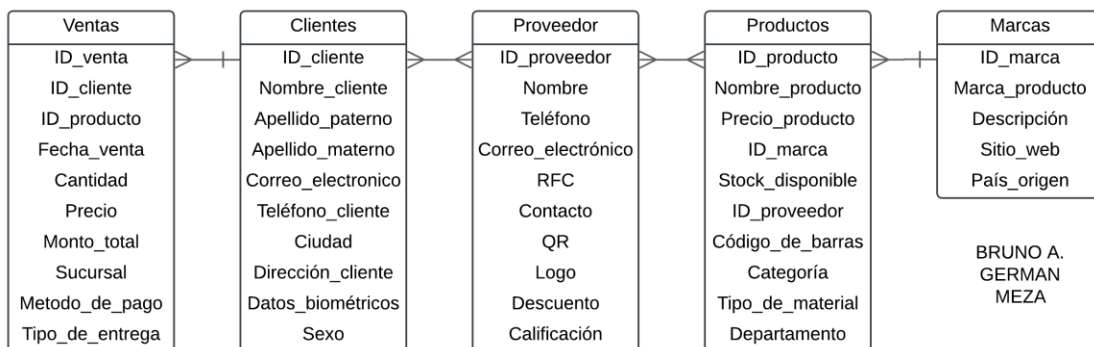 Ventas
ID_venta
ID_cliente
ID_producto
Fecha_venta
Cantidad
Precio
Monto_total
Sucursal
Metodo_de_pago
Tipo_de_entrega
Clientes
ID_cliente
Nombre_cliente
Apellido_paterno
Apellido_materno
Correo_electronico
Teléfono_cliente
Ciudad
Dirección_cliente
Datos_biométricos
Sexo
Proveedor
ID_proveedor
Nombre
Teléfono
Correo_electrónico
RFC
Contacto
QR
Logo
Descuento
Calificación
Productos
ID_producto
Nombre_producto
Precio_producto
ID_marca
Stock_disponible
ID_proveedor
Código_de_barras
Categoría
Tipo_de_material
Departamento
Marcas
ID_marca
Marca_producto
Descripción
Sitio_web
País_origen
BRUNO A.
GERMAN
MEZA